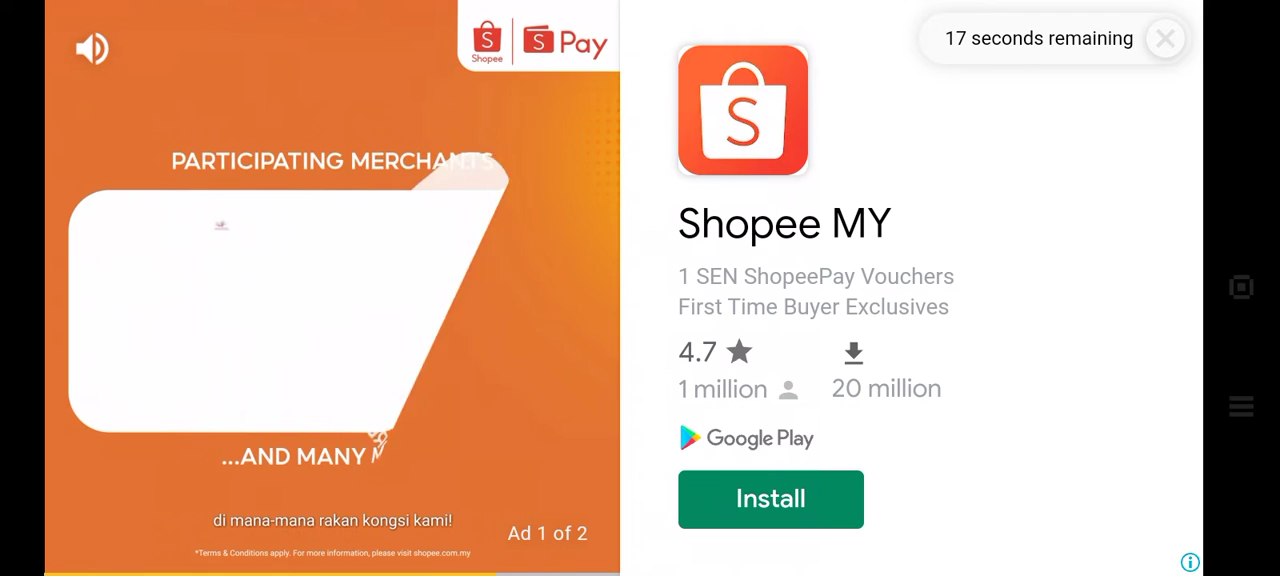 Shopee
Pay
PARTICIPATING MERCHANTS
...AND MANY
di mana-mana rakan kongsi kami!
Ad 1 of 2
*Terms & Conditions apply. For more information, please visit shopee.com.my
17 seconds remaining
Shopee MY
1 SEN ShopeePay Vouchers
First Time Buyer Exclusives
4.7
1 million
20 million
Google Play
Install